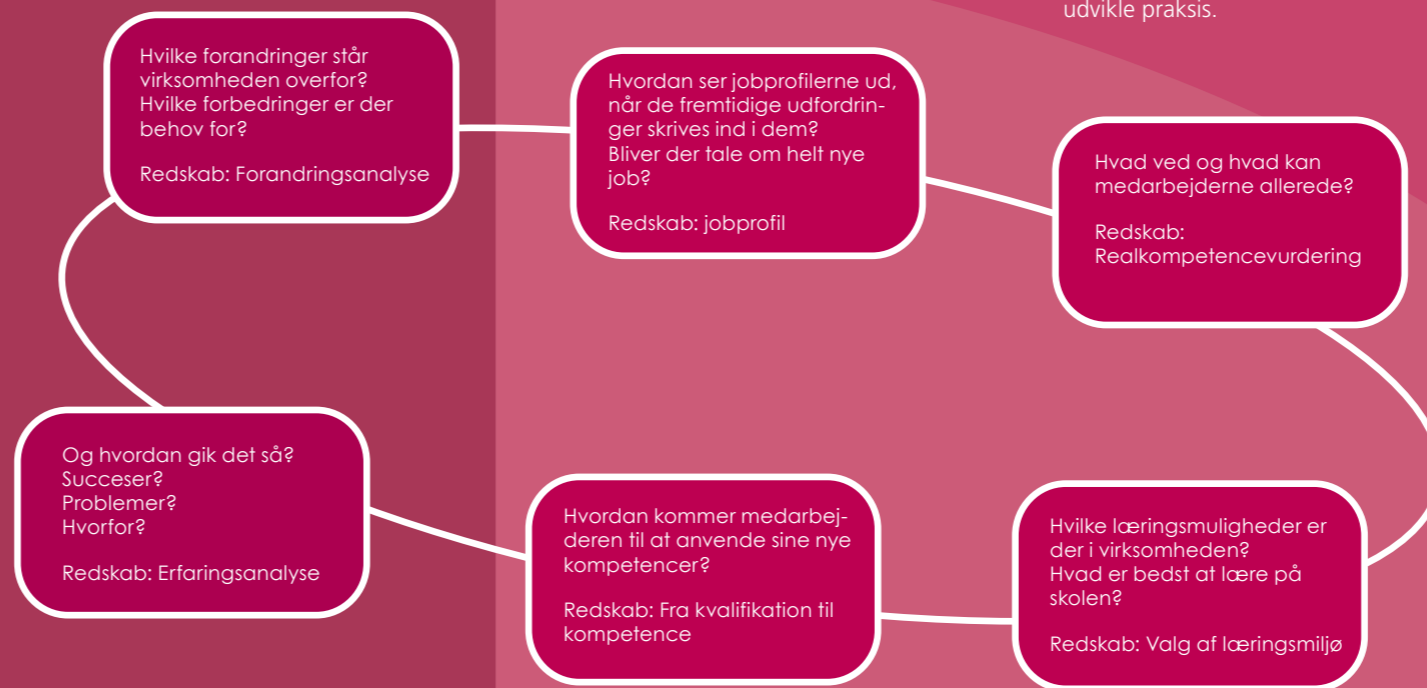 udvikle praksis.
Hvilke forandringer står
virksomheden overfor?
Hvilke forbedringer er der
behov for?
Redskab: Forandringsanalyse
Hvordan ser jobprofilerne ud,
når de fremtidige udfordrin-
ger skrives ind i dem?
Bliver der tale om helt nye
job?
Redskab: jobprofil
Hvad ved og hvad kan
medarbejderne allerede?
Redskab:
Realkompetencevurdering
Hvilke læringsmuligheder er
der i virksomheden?
Hvad er bedst at lære på
skolen?
Redskab: Valg af læringsmiljø
Hvordan kommer medarbej-
deren til at anvende sine nye
kompetencer?
Redskab: Fra kvalifikation til
kompetence
Og hvordan gik det så?
Succeser?
Problemer?
Hvorfor?
Redskab: Erfaringsanalyse